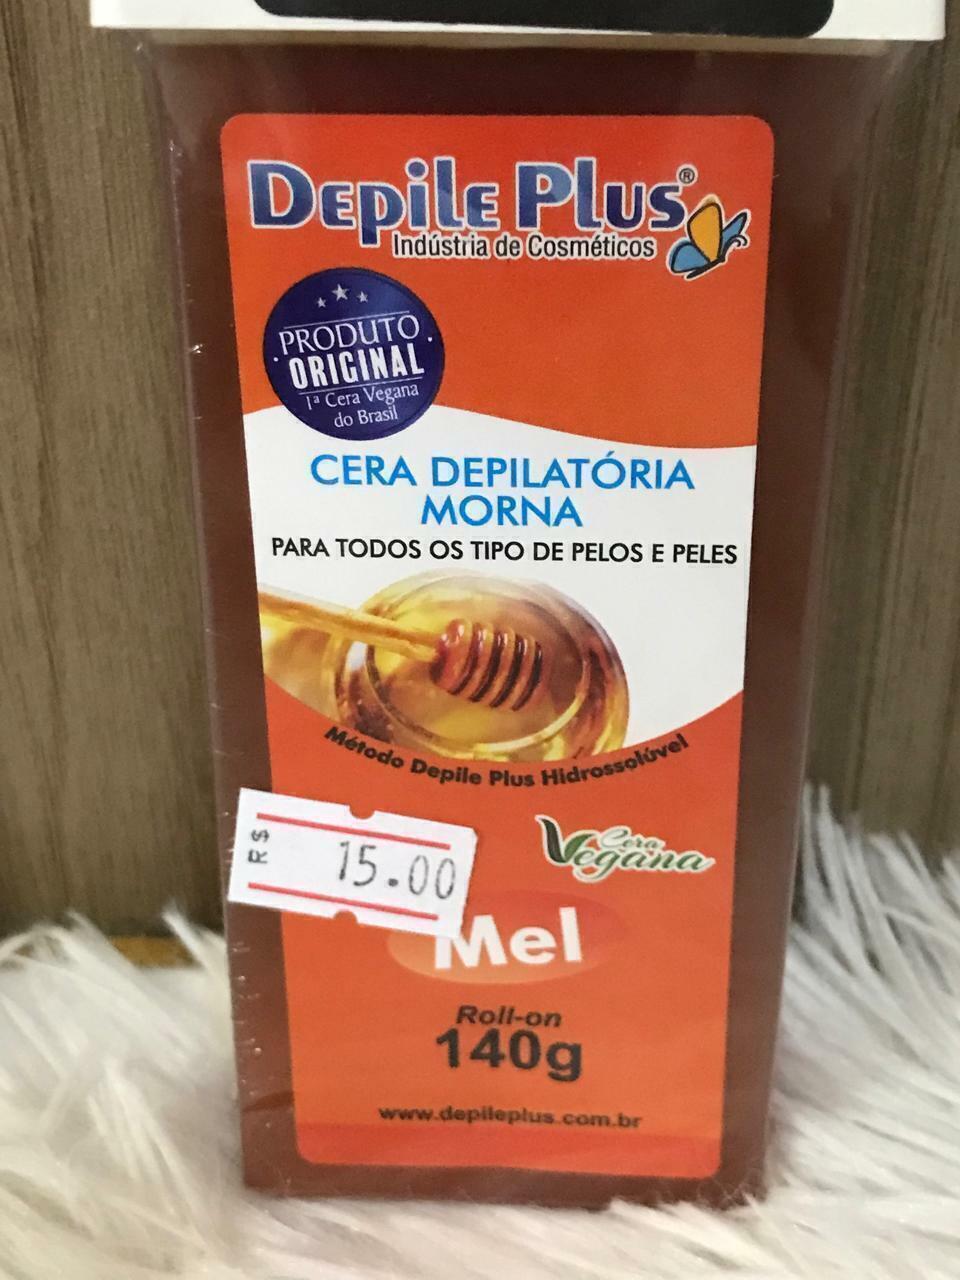 Depile Plus®
Indústria de Cosméticos
PRODUTO
ORIGINAL
1ª Cera Vegana
do Brasil
CERA DEPILATÓRIA
MORNA
PARA TODOS OS TIPO DE PELOS E PELES
Método Depile Plus Hidrossolúvel
R$ 15.00
Cera
Vegana
Mel
Roll-on
140g
www.depileplus.com.br